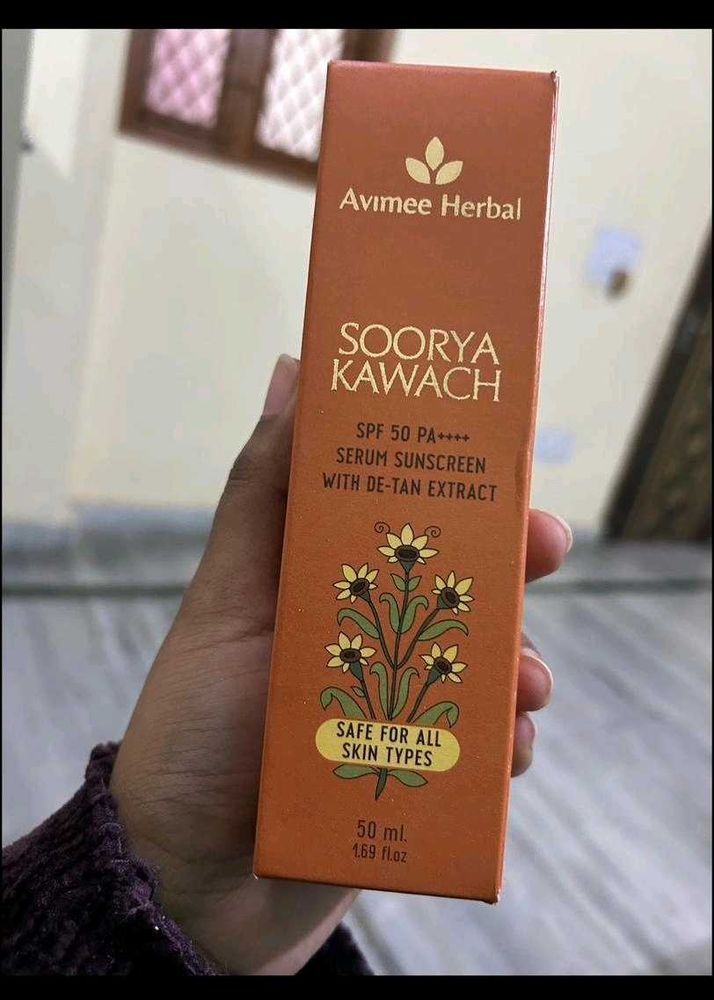 Avimee Herbal
SOORYA
KAWACH
SPF 50 PA++++
SERUM SUNSCREEN
WITH DE-TAN EXTRACT
SAFE FOR ALL
SKIN TYPES
50 ml.
1.69 fl.oz